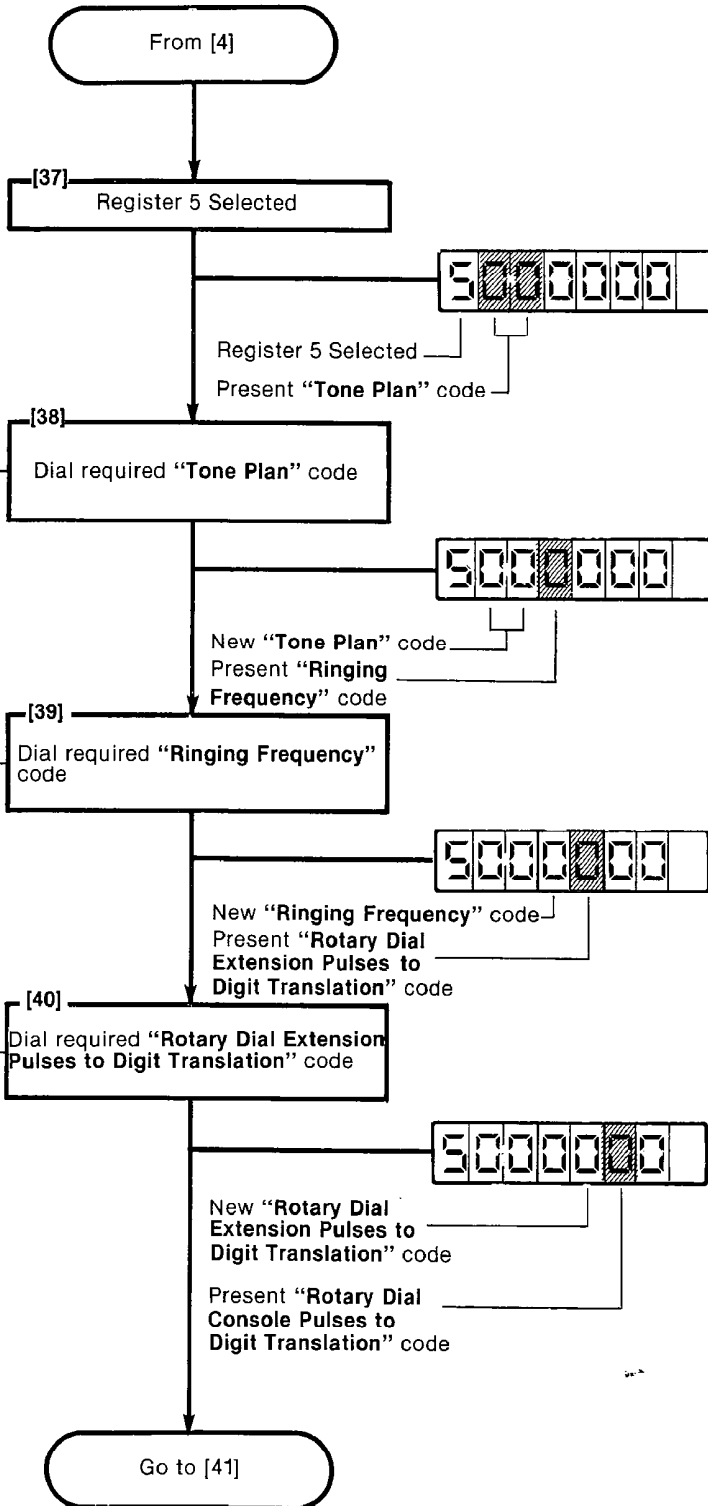 From [4]
[37]
Register 5 Selected
5000000
Register 5 Selected
Present “Tone Plan” code
[38]
Dial required “Tone Plan” code
5000000
New “Tone Plan” code
Present “Ringing
Frequency” code
[39]
Dial required “Ringing Frequency”
code
5000000
New “Ringing Frequency” code
Present “Rotary Dial
Extension Pulses to
Digit Translation” code
[40]
Dial required “Rotary Dial Extension
Pulses to Digit Translation” code
5000000
New “Rotary Dial
Extension Pulses to
Digit Translation” code
Present “Rotary Dial
Console Pulses to
Digit Translation” code
Go to [41]